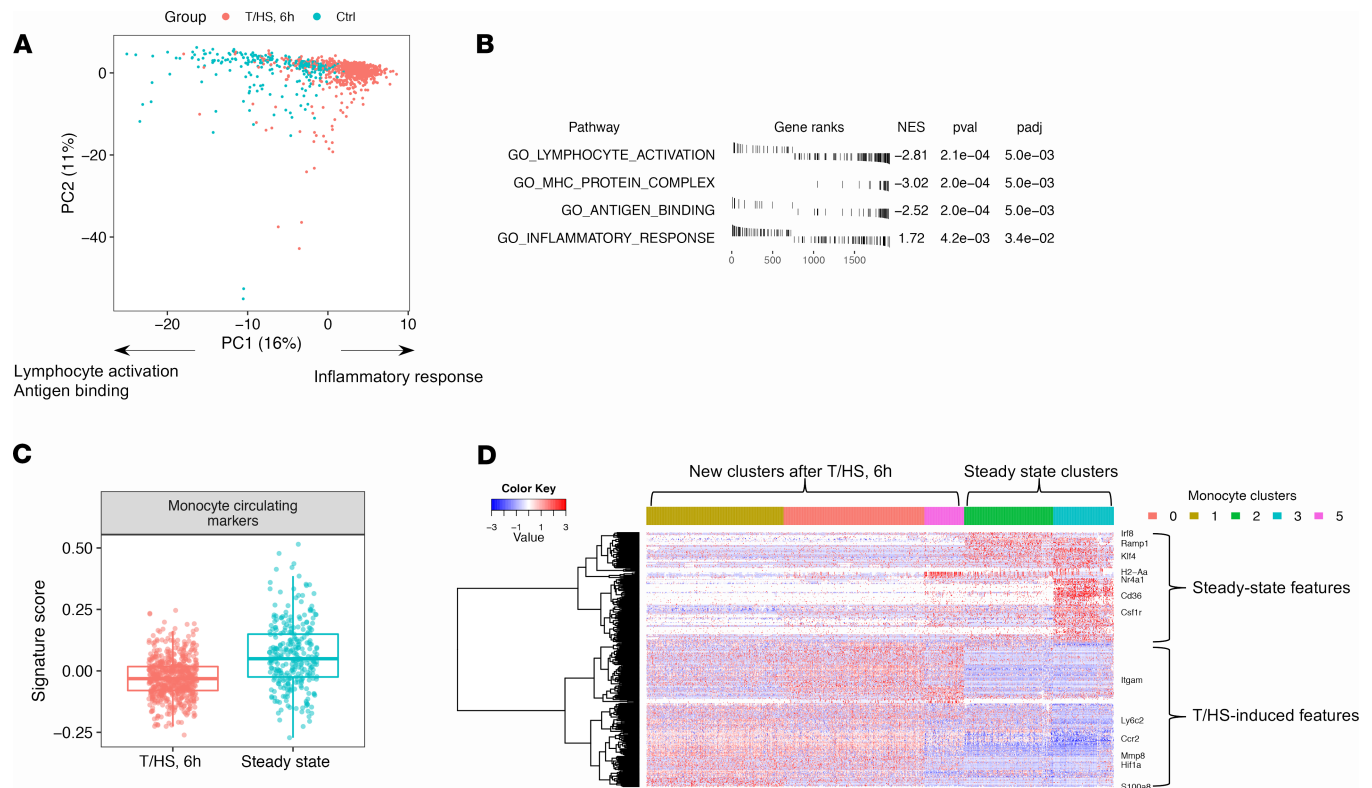 Group T/HS, 6h Ctrl
A
0
−20
−40
PC2 (11%)
−20 −10 0 10
PC1 (16%)
Lymphocyte activation
Antigen binding
Inflammatory response
B
Pathway Gene ranks NES pval padj
GO_LYMPHOCYTE_ACTIVATION −2.81 2.1e−04 5.0e−03
GO_MHC_PROTEIN_COMPLEX −3.02 2.0e−04 5.0e−03
GO_ANTIGEN_BINDING −2.52 2.0e−04 5.0e−03
GO_INFLAMMATORY_RESPONSE 1.72 4.2e−03 3.4e−02
0 500 1000 1500
C
Monocyte circulating
markers
0.50
0.25
0.00
−0.25
Signature score
T/HS, 6h Steady state
D
Color Key
−3 −1 1 3
Value
New clusters after T/HS, 6h
Steady state clusters
Monocyte clusters
0 1 2 3 5
Irf8
Ramp1
Klf4
H2−Aa
Nr4a1
Cd36
Csf1r
Itgam
Ly6c2
Ccr2
Mmp8
Hif1a
S100a8
Steady-state features
T/HS-induced features